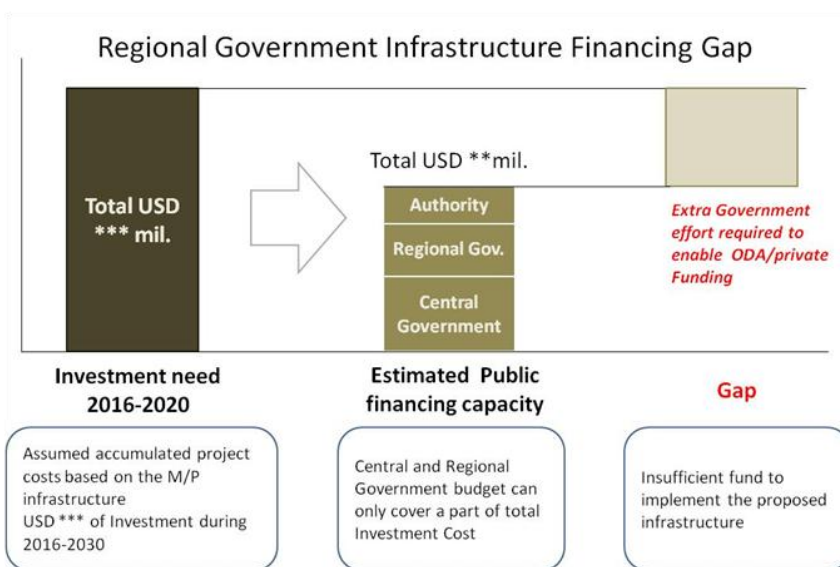 Regional Government Infrastructure Financing Gap
Total USD
*** mil.
Total USD **mil.
Authority
Regional Gov.
Central
Government
Extra Government
effort required to
enable ODA/private
Funding
Investment need
2016-2020
Estimated Public
financing capacity
Gap
Assumed accumulated project
costs based on the M/P
infrastructure
USD *** of Investment during
2016-2030
Central and Regional
Government budget can
only cover a part of total
Investment Cost
Insufficient fund to
implement the proposed
infrastructure